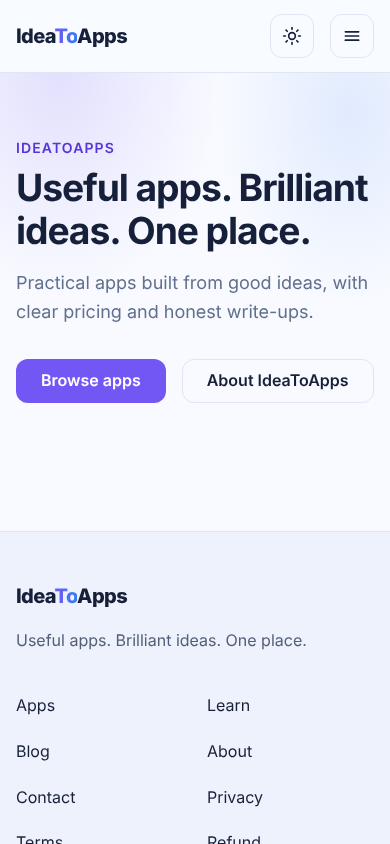 IdeaToApps
IDEATOAPPS
Useful apps. Brilliant
ideas. One place.
Practical apps built from good ideas, with
clear pricing and honest write-ups.
Browse apps
About IdeaToApps
IdeaToApps
Useful apps. Brilliant ideas. One place.
Apps
Learn
Blog
About
Contact
Privacy
Terms
Refund